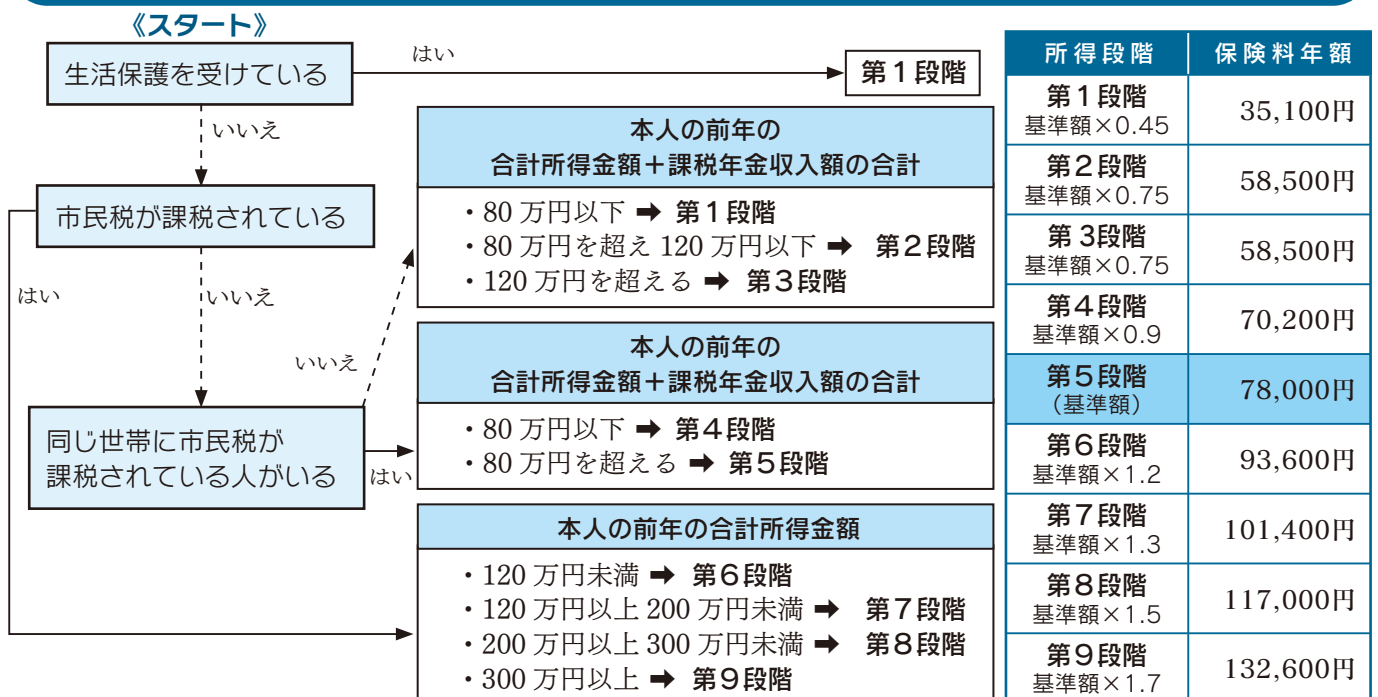 《スタート》
生活保護を受けている
はい
第1段階
いいえ
市民税が課税されている
はい
いいえ
同じ世帯に市民税が
課税されている人がいる
いいえ
はい
本人の前年の
合計所得金額＋課税年金収入額の合計
・80 万円以下 ➡ 第1段階
・80 万円を超え 120 万円以下 ➡ 第2段階
・120 万円を超える ➡ 第3段階
本人の前年の
合計所得金額＋課税年金収入額の合計
・80 万円以下 ➡ 第4段階
・80 万円を超える ➡ 第5段階
本人の前年の合計所得金額
・120 万円未満 ➡ 第6段階
・120 万円以上 200 万円未満 ➡ 第7段階
・200 万円以上 300 万円未満 ➡ 第8段階
・300 万円以上 ➡ 第9段階
所得段階 保険料年額
第1段階
基準額×0.45 35,100円
第2段階
基準額×0.75 58,500円
第3段階
基準額×0.75 58,500円
第4段階
基準額×0.9 70,200円
第5段階
（基準額） 78,000円
第6段階
基準額×1.2 93,600円
第7段階
基準額×1.3 101,400円
第8段階
基準額×1.5 117,000円
第9段階
基準額×1.7 132,600円